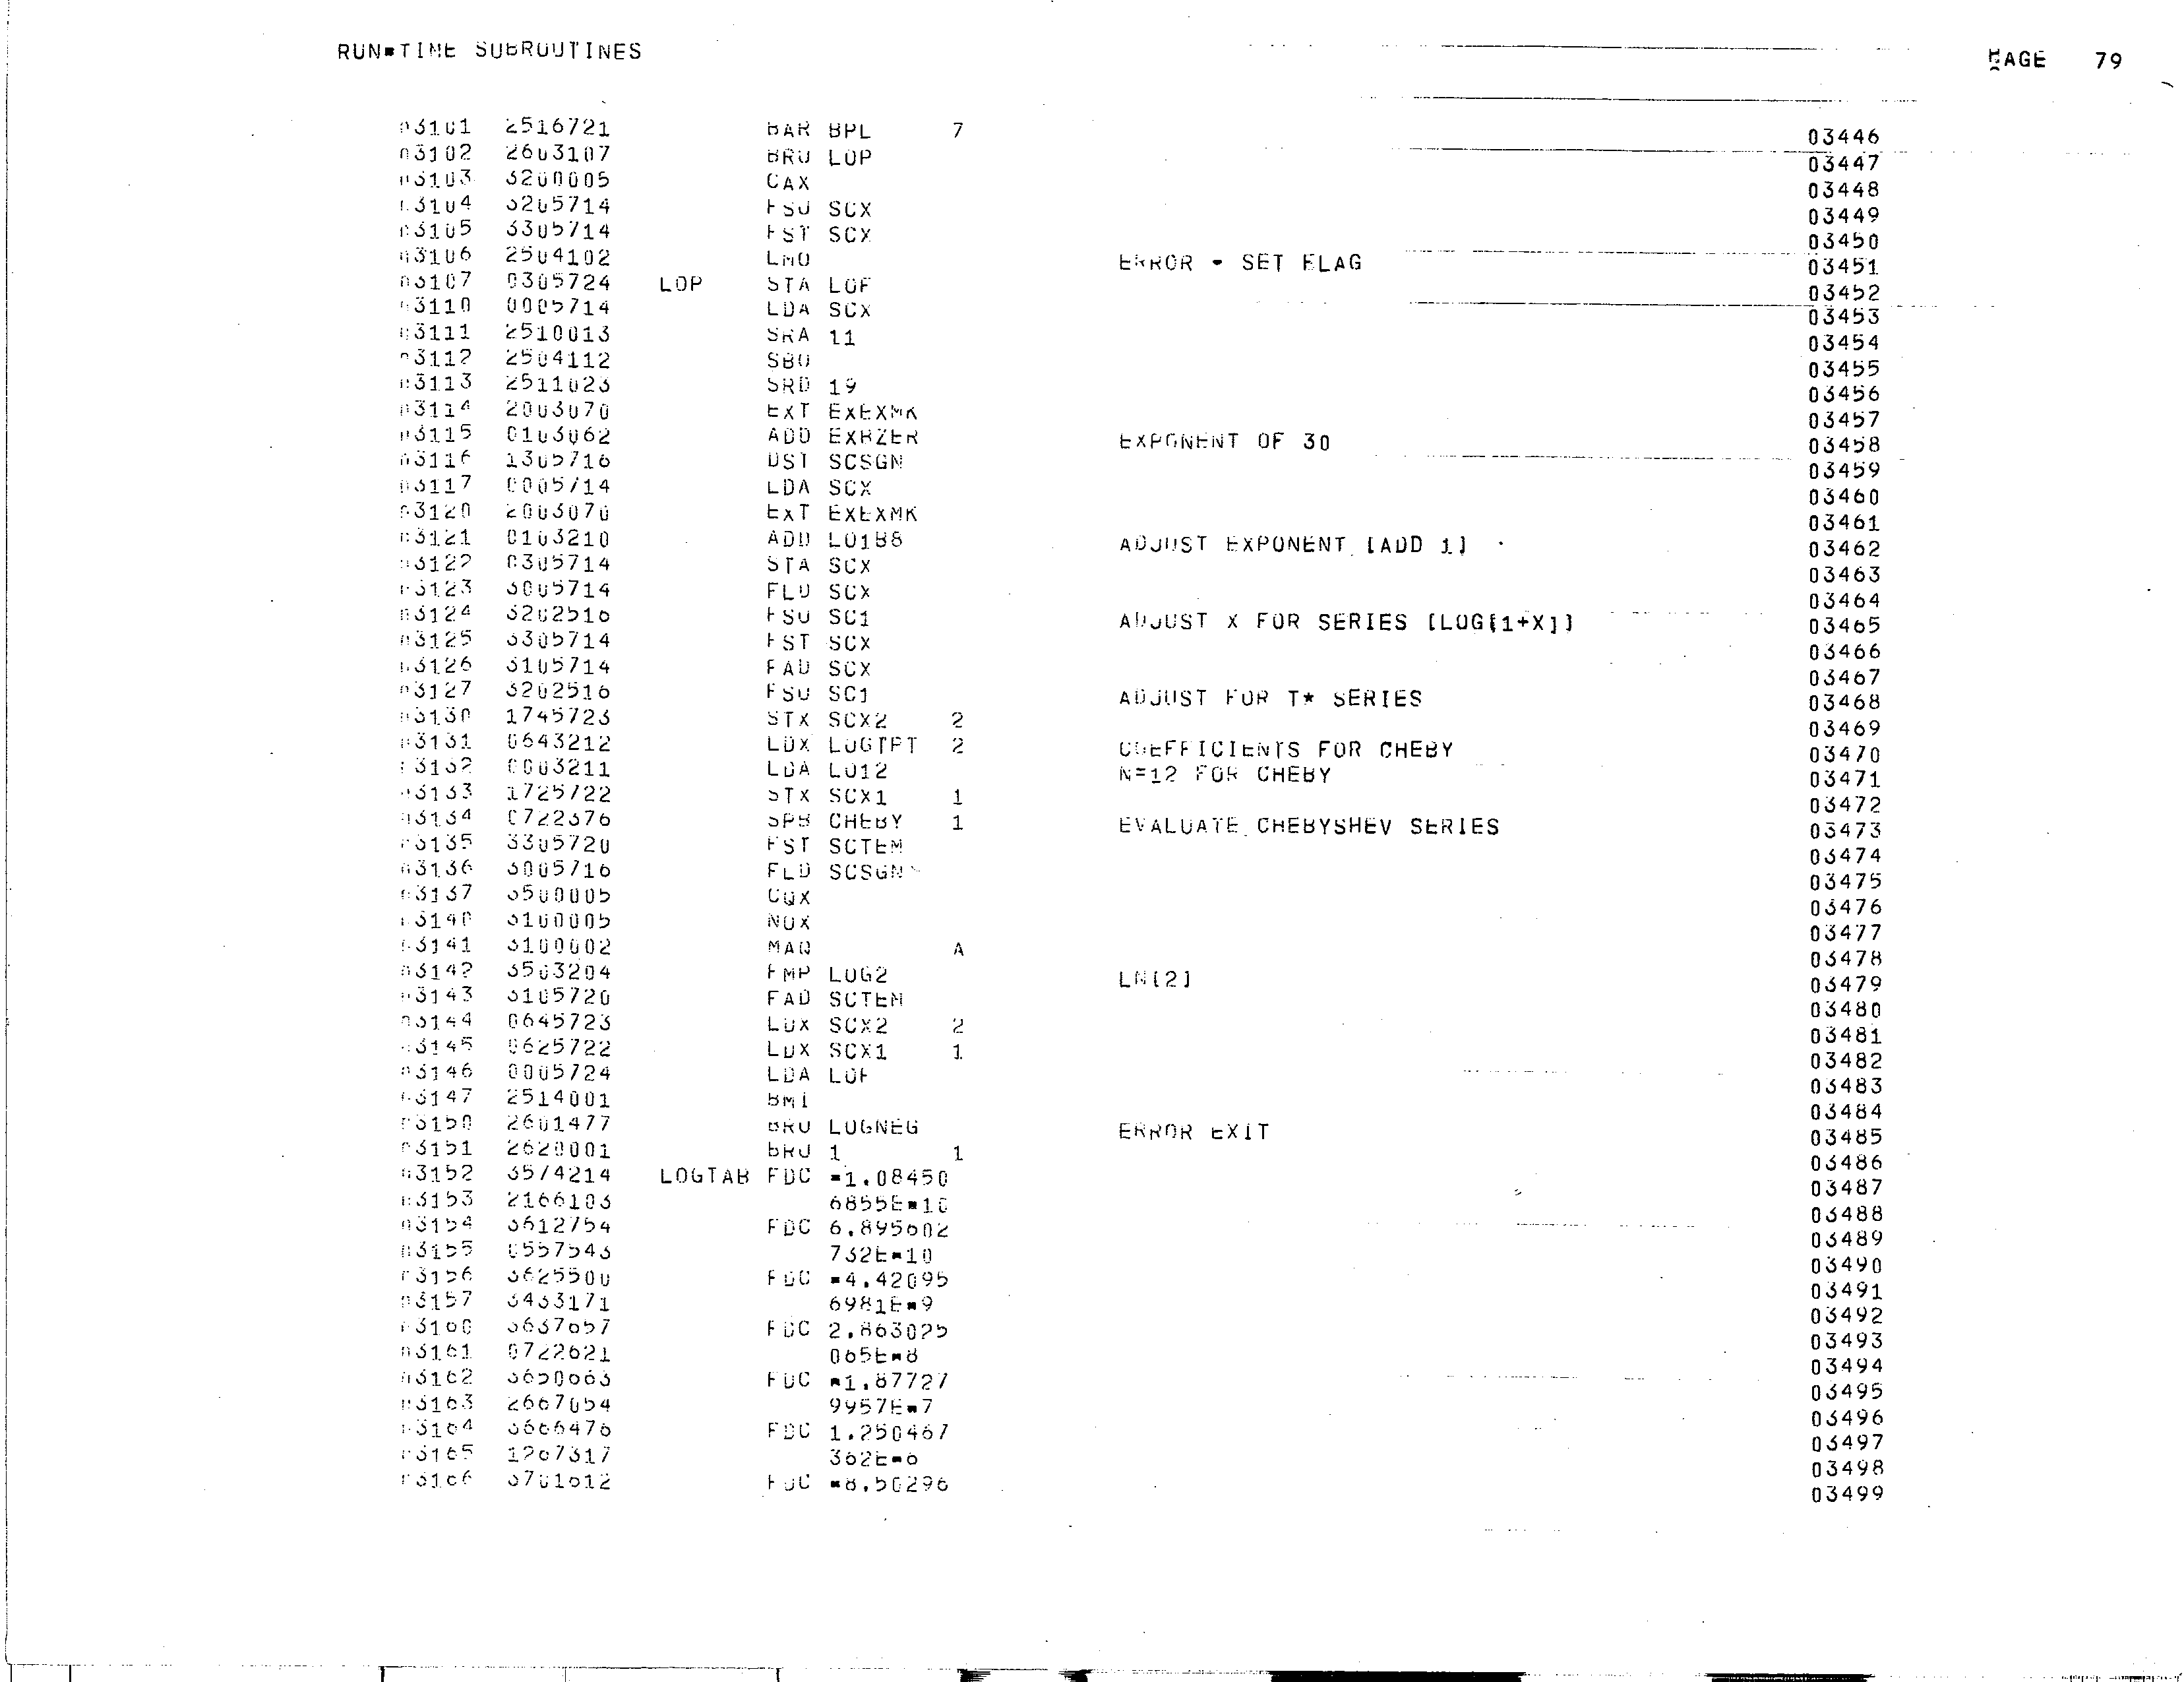 RUN=TIME SUBROUTINES PAGE 79
03101 2516721 BAR BPL 7 03446
03102 2603107 BRU LOP 03447
03103 3200005 CAX 03448
03104 3205714 FSU SCX 03449
03105 3305714 FST SCX 03450
03106 2504102 LMO ERROR - SET FLAG 03451
03107 0305724 LOP STA LOF 03452
03110 0005714 LDA SCX 03453
03111 2510013 SRA 11 03454
03112 2504112 SBO 03455
03113 2511023 SRD 19 03456
03114 2003070 EXT EXEXMK 03457
03115 0103062 ADD EXHZER EXPONENT OF 30 03458
03116 1305716 DST SCSGN 03459
03117 0005714 LDA SCX 03460
03120 2003070 EXT EXEXMK 03461
03121 0103210 ADD LO1B8 ADJUST EXPONENT [ADD 1] 03462
03122 0305714 STA SCX 03463
03123 3005714 FLD SCX 03464
03124 3202516 FSU SC1 ADJUST X FOR SERIES [LOG[1+X]] 03465
03125 3305714 FST SCX 03466
03126 3105714 FAD SCX 03467
03127 3202516 FSU SC1 ADJUST FOR T* SERIES 03468
03130 1745723 STX SCX2 2 03469
03131 0643212 LDX LOGTPT 2 COEFFICIENTS FOR CHEBY 03470
03132 0003211 LDA LO12 N=12 FOR CHEBY 03471
03133 1725722 STX SCX1 1 03472
03134 0722376 SPB CHEBY 1 EVALUATE CHEBYSHEV SERIES 03473
03135 3305720 FST SCTEM 03474
03136 3005716 FLD SCSGN 03475
03137 3500005 CQX 03476
03140 3100005 NOX 03477
03141 3100002 MAQ A 03478
03142 3503204 FMP LOG2 LN[2] 03479
03143 3105720 FAD SCTEM 03480
03144 0645723 LDX SCX2 2 03481
03145 0625722 LDX SCX1 1 03482
03146 0005724 LDA LOF 03483
03147 2514001 BMI 03484
03150 2601477 BRU LOGNEG ERROR EXIT 03485
03151 2620001 BRU 1 1 03486
03152 3574214 LOGTAB FDC =1.08450 03487
03153 2166103 6855E=10 03488
03154 3612754 FDC 6.895602 03489
03155 0557543 732E=10 03490
03156 3625500 FDC =4.42095 03491
03157 3433171 6981E=9 03492
03160 3637657 FDC 2.863025 03493
03161 0722621 065E=8 03494
03162 3650663 FDC =1.87727 03495
03163 2667054 9957E=7 03496
03164 3666476 FDC 1.250467 03497
03165 1267317 362E=6 03498
03166 3701612 FDC =8.50296 03499